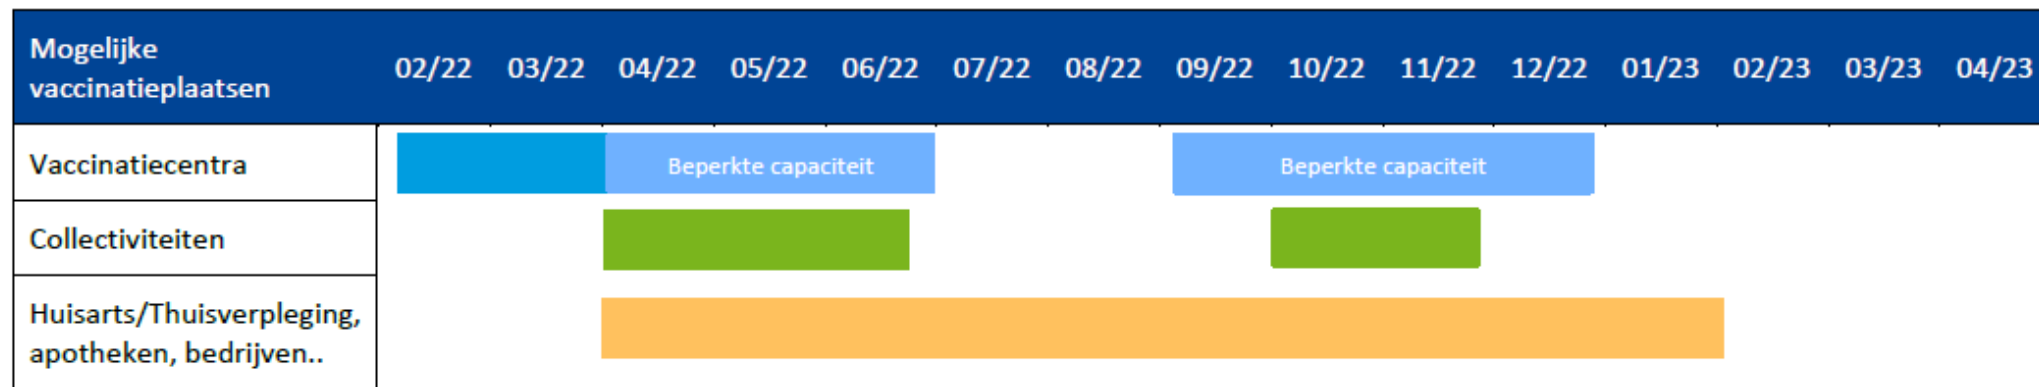 Mogelijke
vaccinatieplaatsen
02/22 03/22 04/22 05/22 06/22 07/22 08/22 09/22 10/22 11/22 12/22 01/23 02/23 03/23 04/23
Vaccinatiecentra
Beperkte capaciteit Beperkte capaciteit
Collectiviteiten
Huisarts/Thuisverpleging,
apotheken, bedrijven..